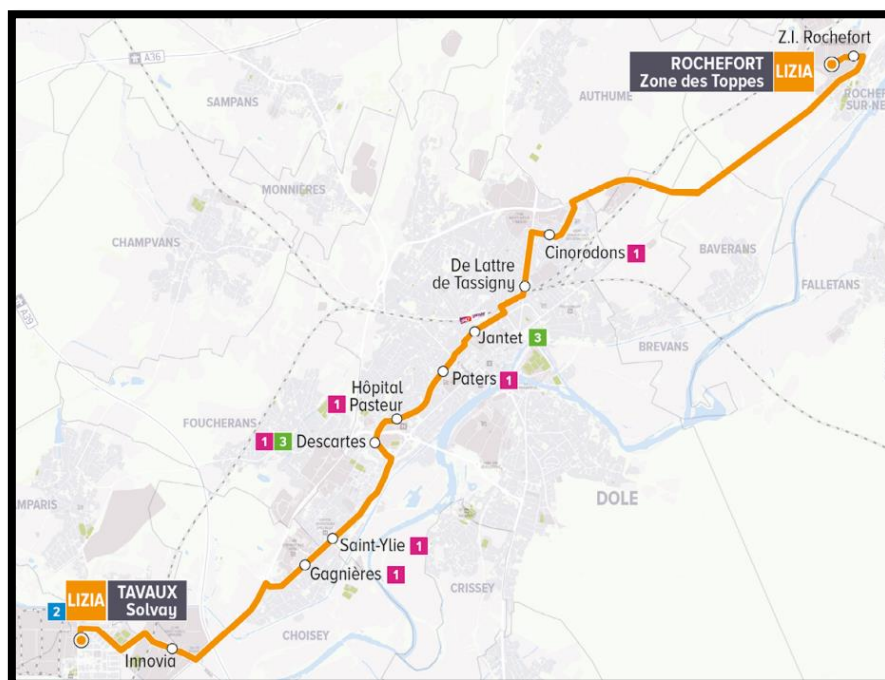 Z.I. Rochefort
ROCHEFORT
Zone des Toppes
LIZIA
A36
SAMPANS
AUTHUME
MONNIÈRES
CHAMPVANS
Cinorodons 1
BAVERANS
De Lattre
de Tassigny
FALLETANS
A39
Jantet 3
BREVANS
Paters 1
Hôpital
1 Pasteur
FOUCHERANS
1 3 Descartes
DOLE
Saint-Ylie 1
Gagnières 1
CRISSEY
2 LIZIA
TAVAUX
Solvay
CHOISEY
Innovia